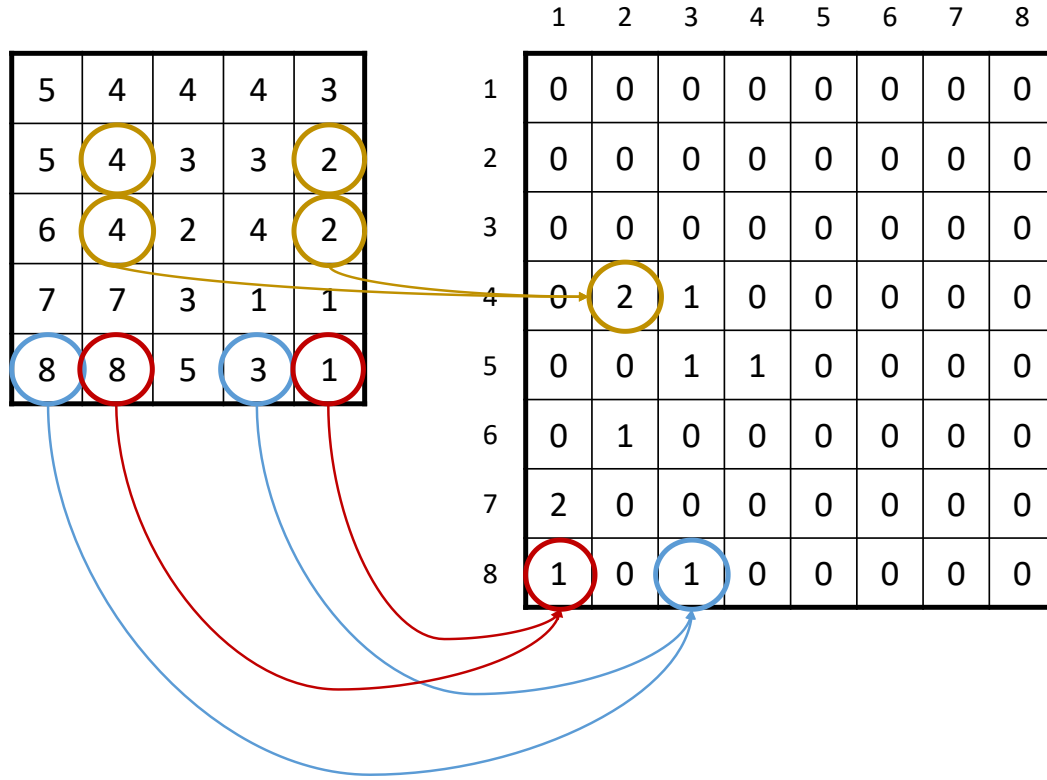 1 2 3 4 5 6 7 8
5 4 4 4 3
1 0 0 0 0 0 0 0 0
5 4 3 3 2
2 0 0 0 0 0 0 0 0
6 4 2 4 2
3 0 0 0 0 0 0 0 0
7 7 3 1 1
4 0 2 1 0 0 0 0 0
8 8 5 3 1
5 0 0 1 1 0 0 0 0
6 0 1 0 0 0 0 0 0
7 2 0 0 0 0 0 0 0
8 1 0 1 0 0 0 0 0